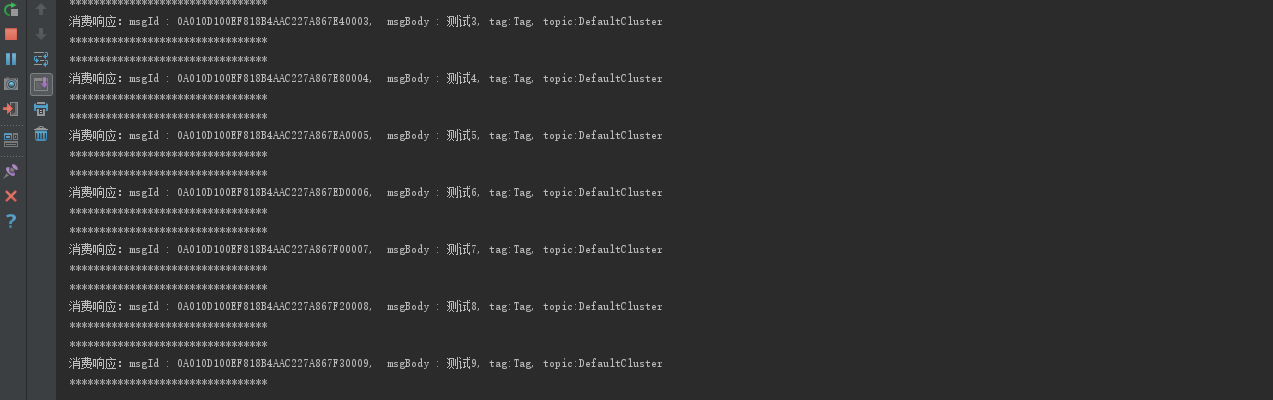 *********************************
消费响应: msgId : 0A010D100EF818B4AAC227A867E40003,  msgBody : 测试3, tag:Tag, topic:DefaultCluster
*********************************
*********************************
消费响应: msgId : 0A010D100EF818B4AAC227A867E80004,  msgBody : 测试4, tag:Tag, topic:DefaultCluster
*********************************
*********************************
消费响应: msgId : 0A010D100EF818B4AAC227A867EA0005,  msgBody : 测试5, tag:Tag, topic:DefaultCluster
*********************************
*********************************
消费响应: msgId : 0A010D100EF818B4AAC227A867ED0006,  msgBody : 测试6, tag:Tag, topic:DefaultCluster
*********************************
*********************************
消费响应: msgId : 0A010D100EF818B4AAC227A867F00007,  msgBody : 测试7, tag:Tag, topic:DefaultCluster
*********************************
*********************************
消费响应: msgId : 0A010D100EF818B4AAC227A867F20008,  msgBody : 测试8, tag:Tag, topic:DefaultCluster
*********************************
*********************************
消费响应: msgId : 0A010D100EF818B4AAC227A867F30009,  msgBody : 测试9, tag:Tag, topic:DefaultCluster
*********************************